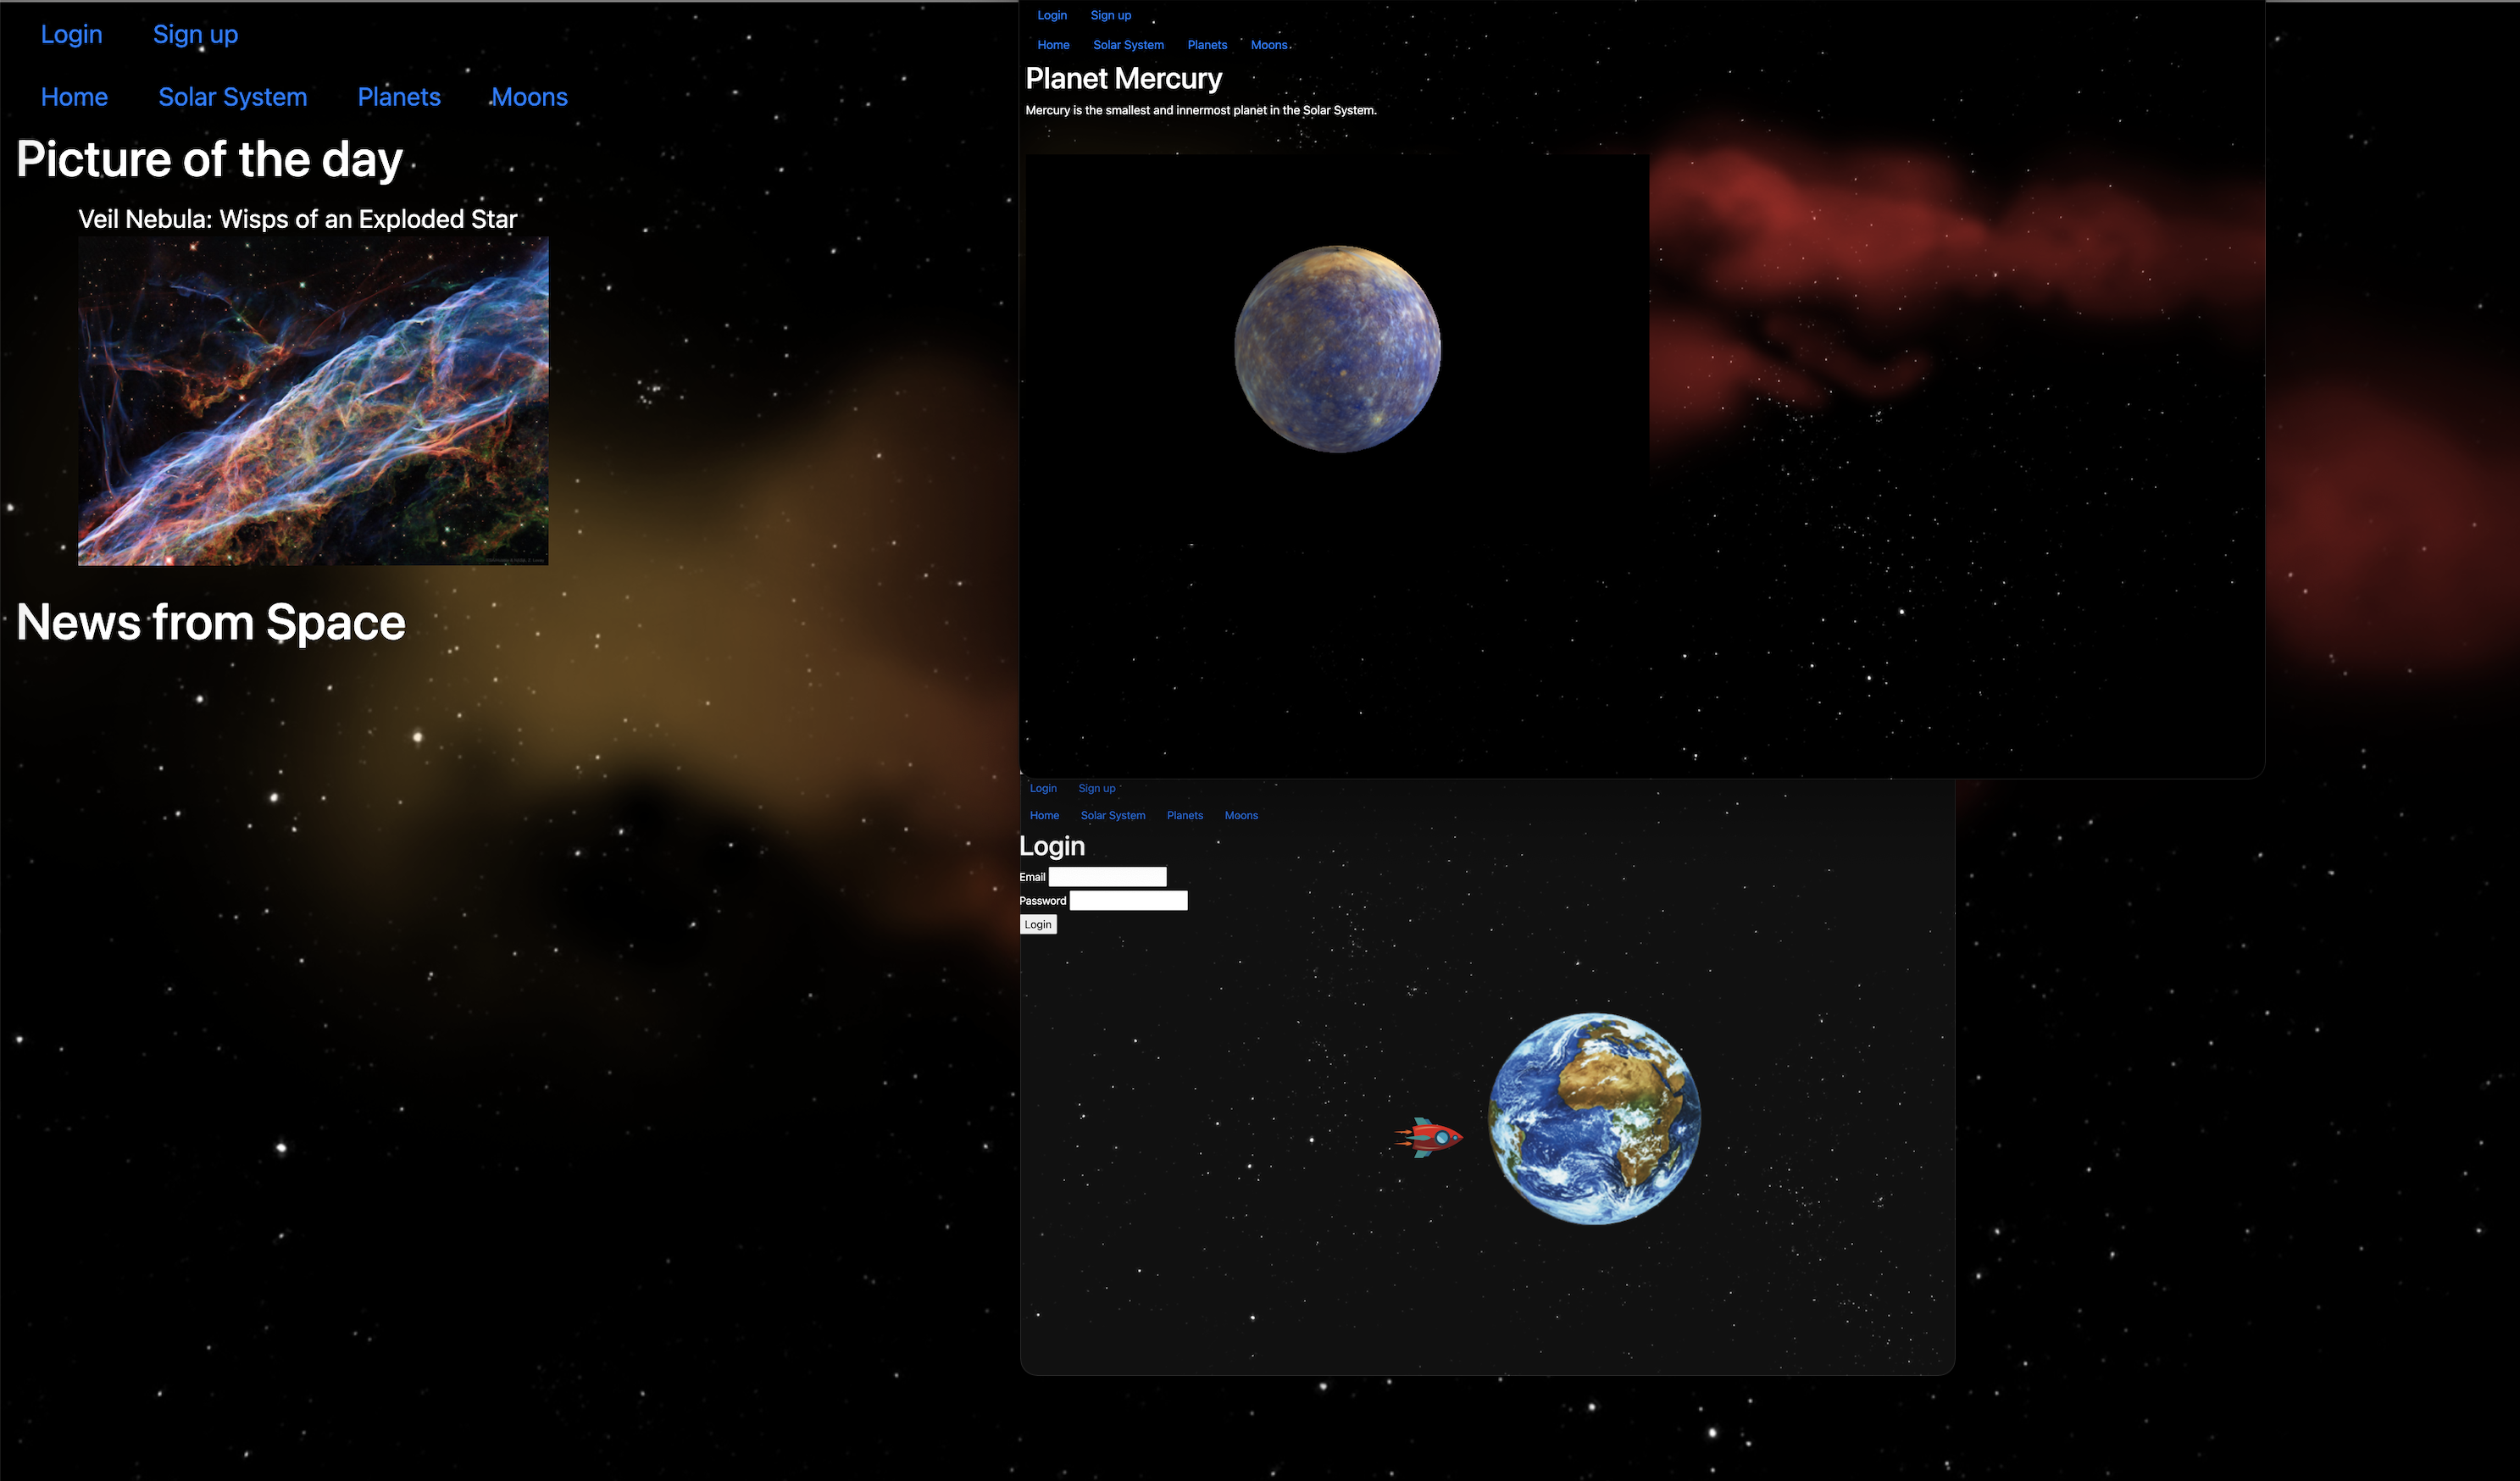 Login Sign up
Home Solar System Planets Moons
Picture of the day
Veil Nebula: Wisps of an Exploded Star
News from Space
Login Sign up
Home Solar System Planets Moons
Planet Mercury
Mercury is the smallest and innermost planet in the Solar System.
Login Sign up
Home Solar System Planets Moons
Login
Email
Password
Login